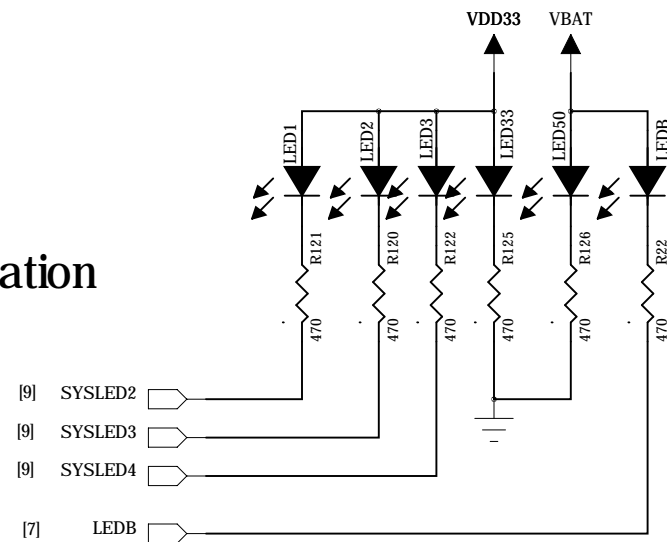 VDD33 VBAT
LED1 LED2 LED3 LED33 LED50 LEDB
R121 R120 R122 R125 R126 R22
470 470 470 470 470 470
ation
[9] SYSLED2
[9] SYSLED3
[9] SYSLED4
[7] LEDB